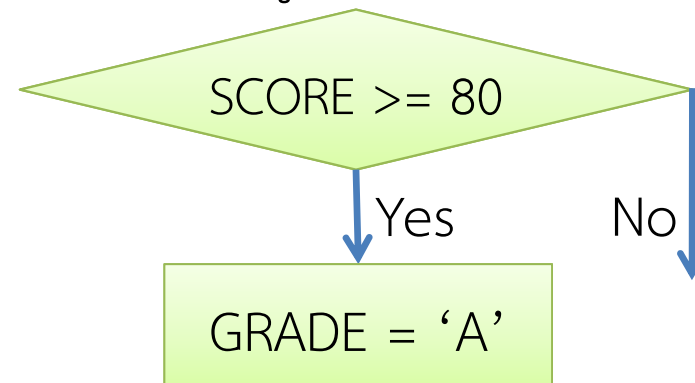 SCORE >= 80
Yes
No
GRADE = ‘A’